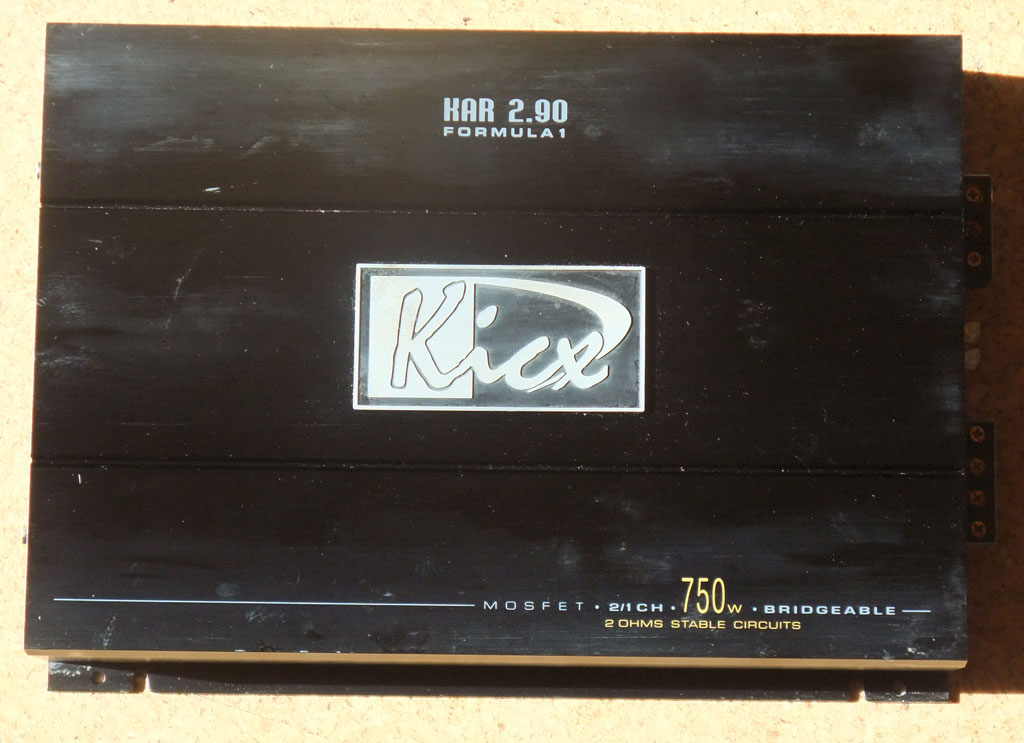 KAR 2.90
FORMULA1
Kicx
MOSFET • 2/1CH • 750w • BRIDGEABLE
2 OHMS STABLE CIRCUITS